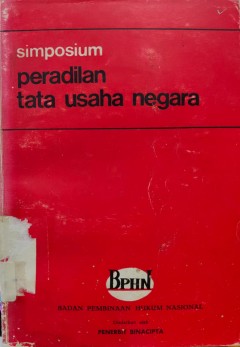 simposium
peradilan
tata usaha negara
BPHN
BADAN PEMBINAAN HUKUM NASIONAL
PENERBIT BINACIPTA